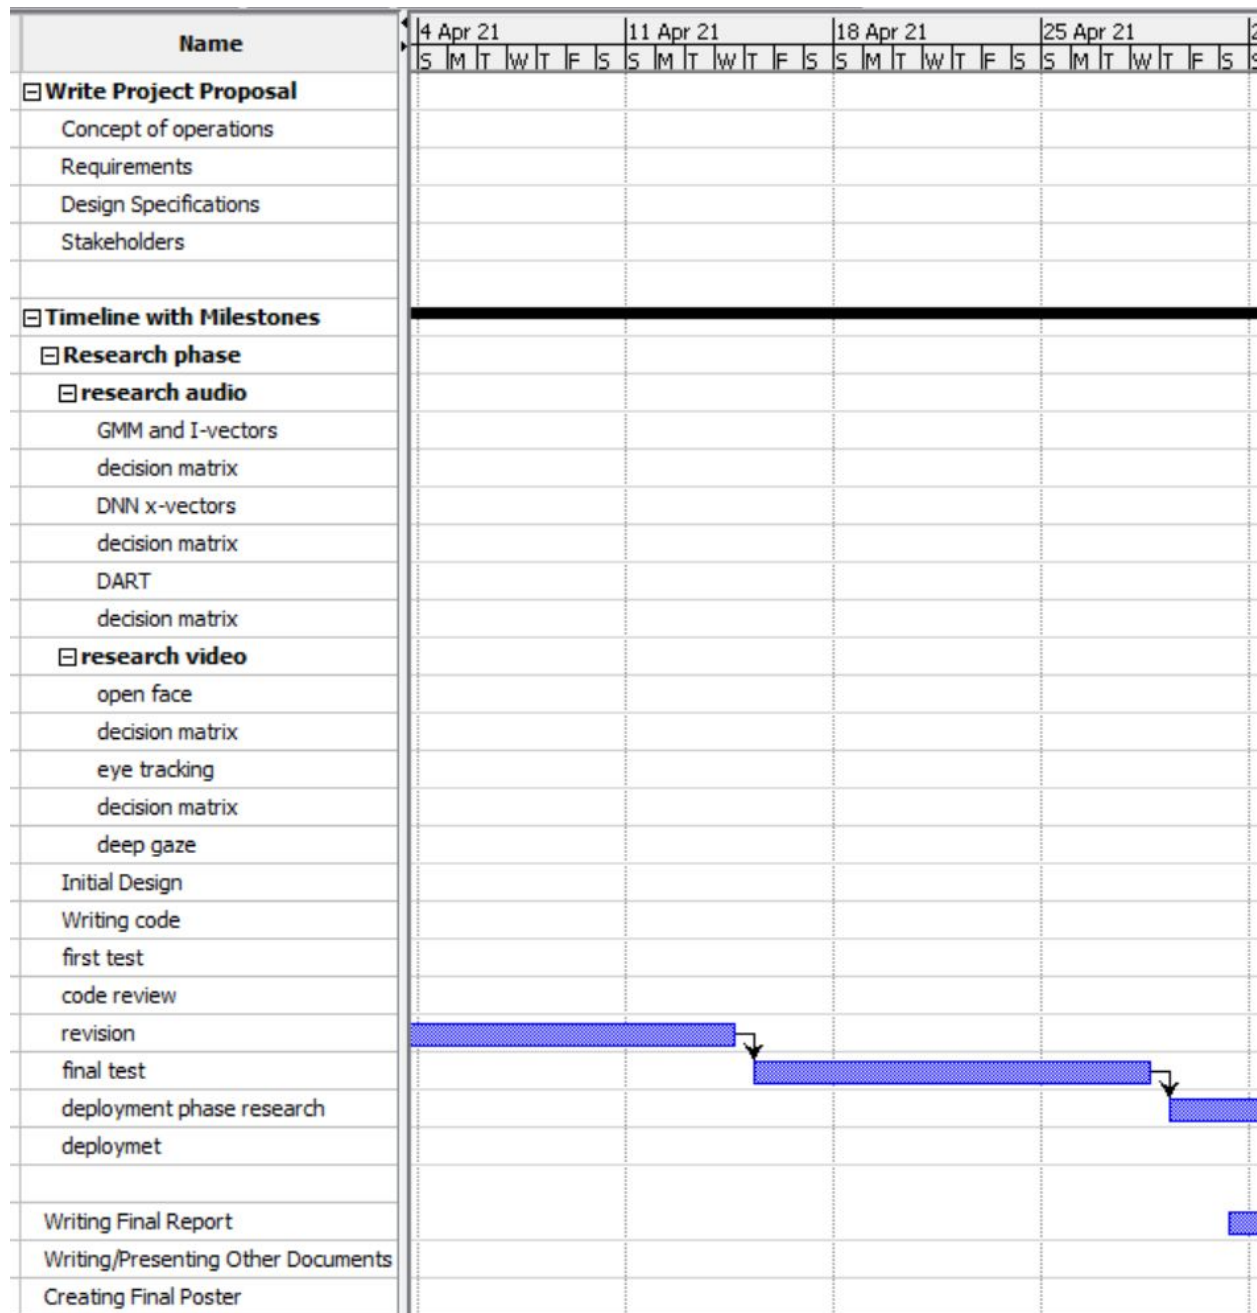 Name
4 Apr 21 11 Apr 21 18 Apr 21 25 Apr 21 2
S M T W T F S S M T W T F S S M T W T F S S M T W T F S S
Write Project Proposal
Concept of operations
Requirements
Design Specifications
Stakeholders
Timeline with Milestones
Research phase
research audio
GMM and I-vectors
decision matrix
DNN x-vectors
decision matrix
DART
decision matrix
research video
open face
decision matrix
eye tracking
decision matrix
deep gaze
Initial Design
Writing code
first test
code review
revision
final test
deployment phase research
deploymet
Writing Final Report
Writing/Presenting Other Documents
Creating Final Poster